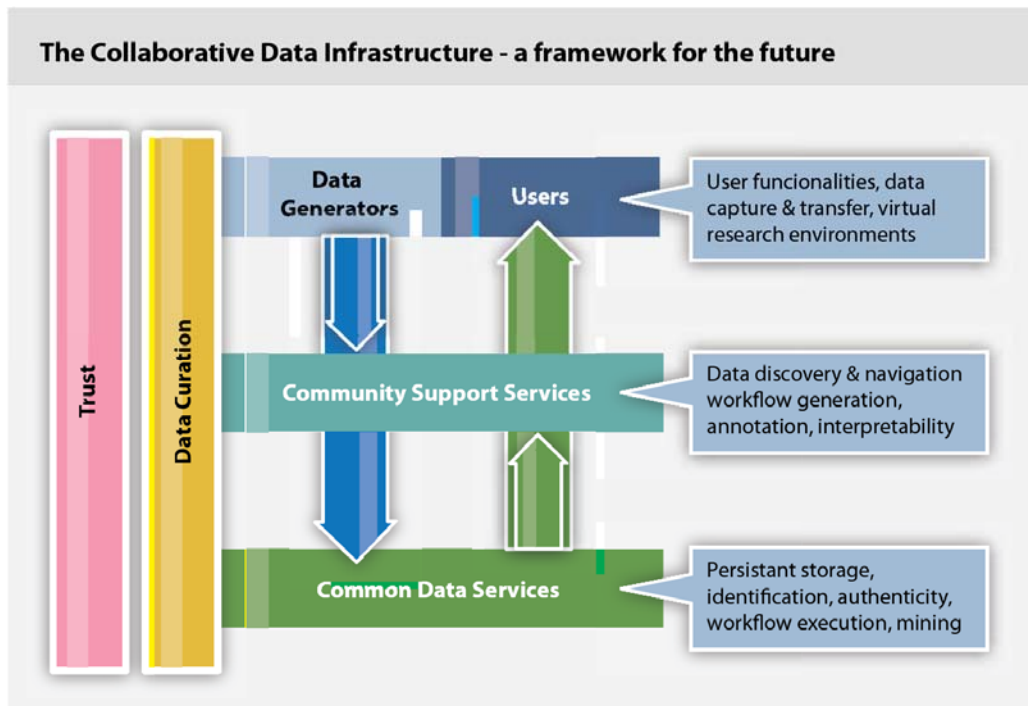 The Collaborative Data Infrastructure - a framework for the future
Trust
Data Curation
Data
Generators
Users
User funcionalities, data
capture & transfer, virtual
research environments
Community Support Services
Data discovery & navigation
workflow generation,
annotation, interpretability
Common Data Services
Persistant storage,
identification, authenticity,
workflow execution, mining